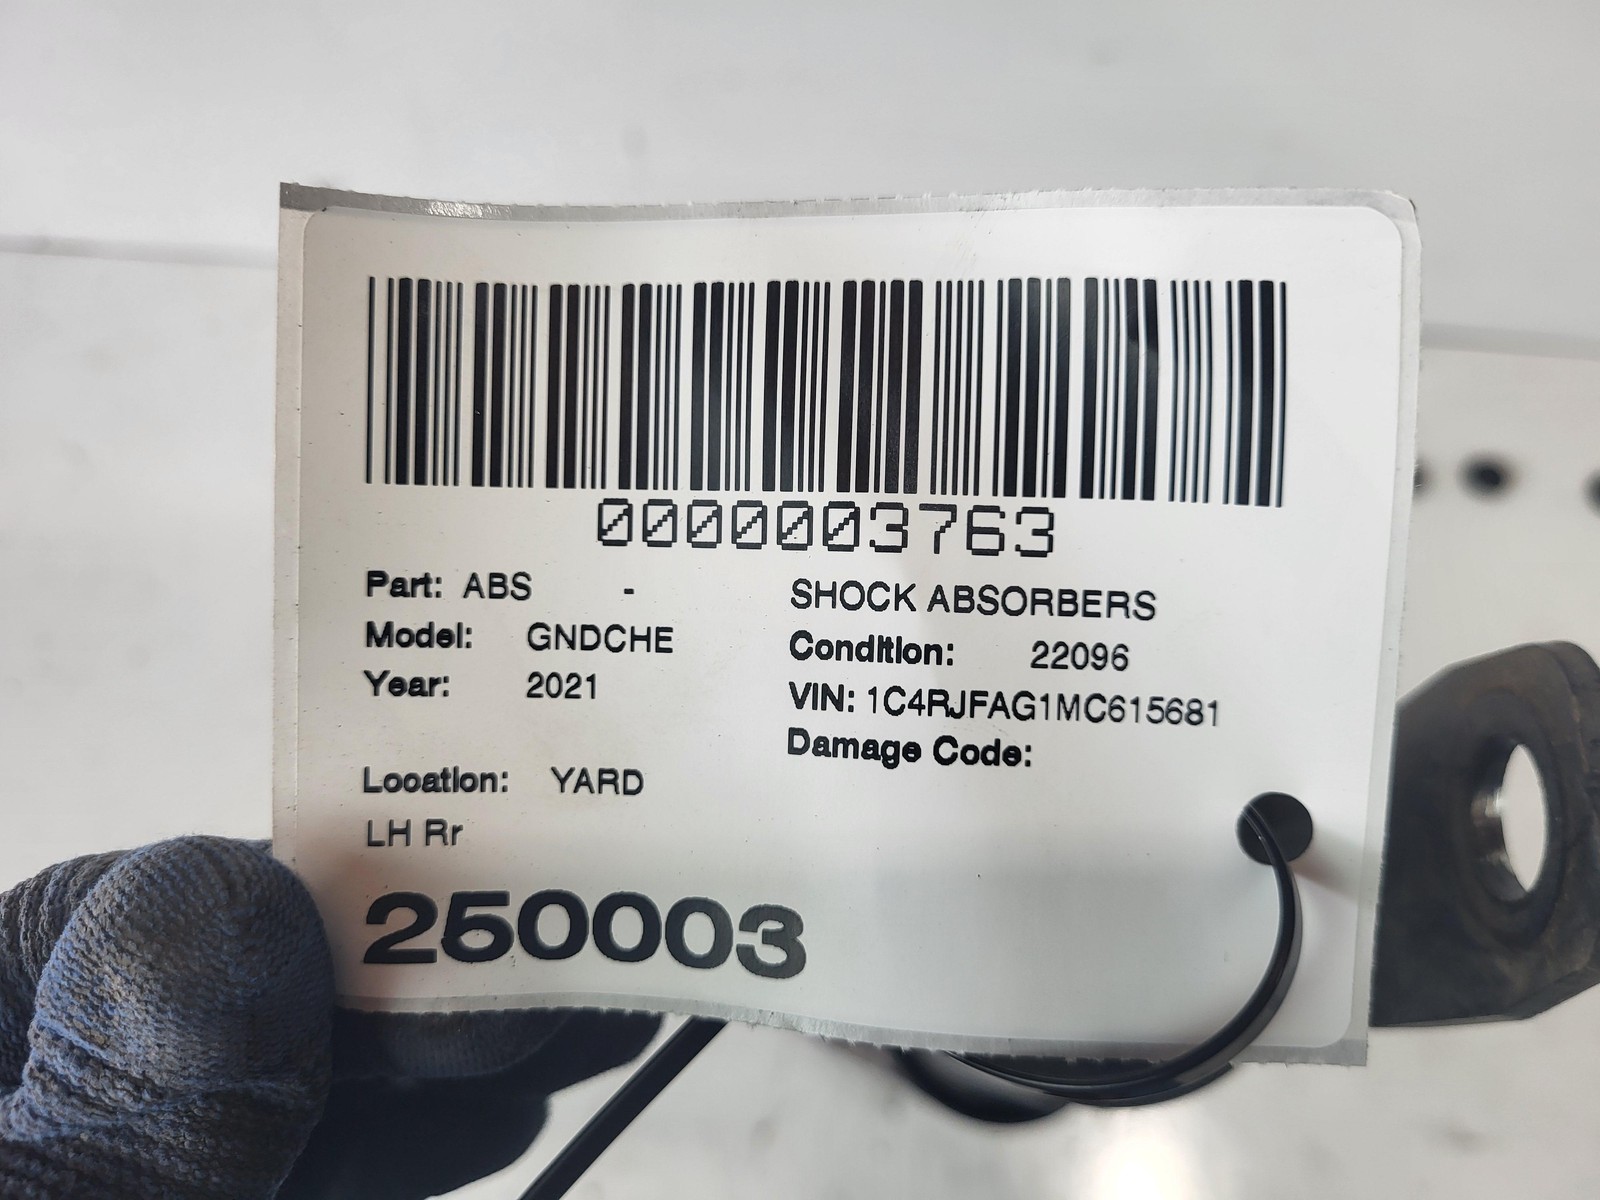 0000003763
Part: ABS - SHOCK ABSORBERS
Model: GNDCHE Condition: 22096
Year: 2021 VIN: 1C4RJFAG1MC615681
Damage Code:
Location: YARD
LH Rr
250003